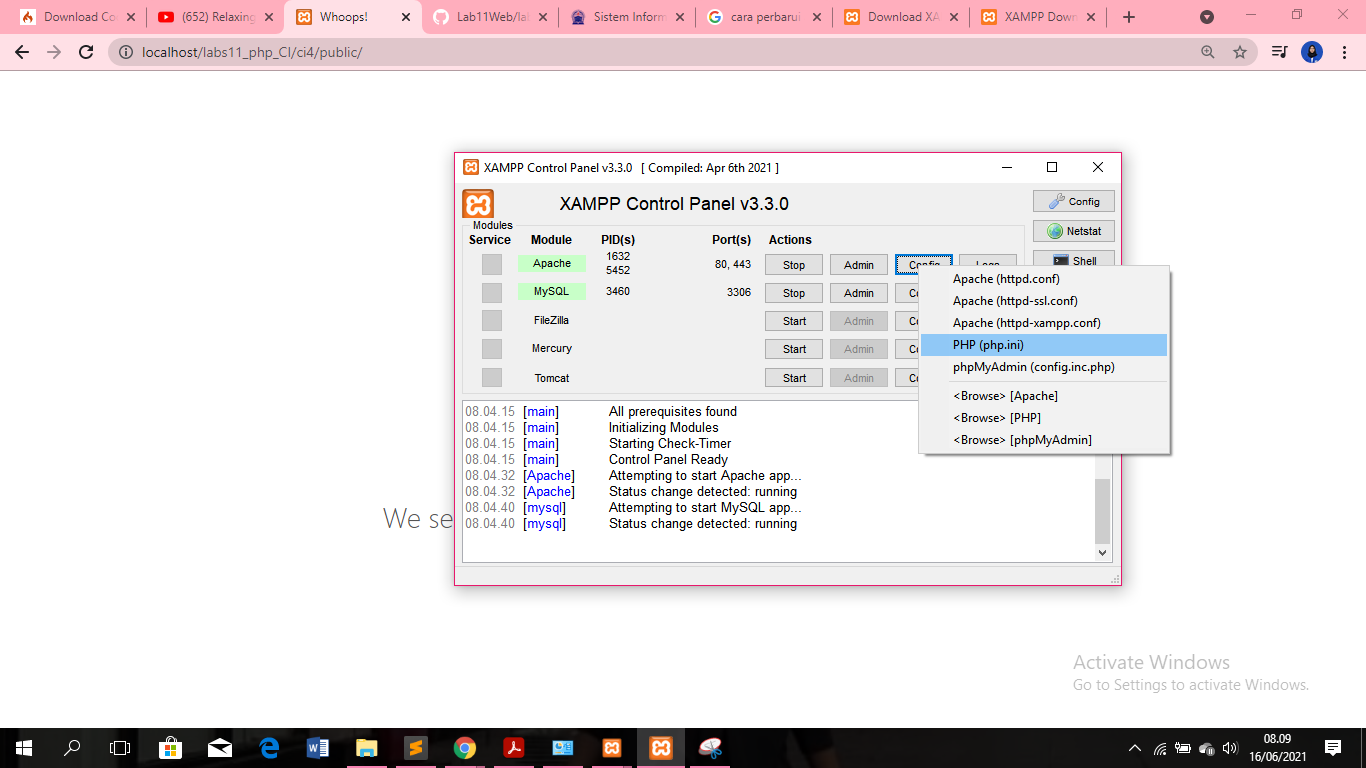 Download Co
(652) Relaxing
Whoops!
Lab11Web/lab
Sistem Inform
cara perbarui
Download XA
XAMPP Down
localhost/labs11_php_CI/ci4/public/
We se
XAMPP Control Panel v3.3.0 [ Compiled: Apr 6th 2021 ]
XAMPP Control Panel v3.3.0
Config
Netstat
Shell
Modules
Service Module PID(s) Port(s) Actions
Apache 1632 5452 80, 443 Stop Admin Config Logs
MySQL 3460 3306 Stop Admin Co
FileZilla Start Admin Co
Mercury Start Admin Co
Tomcat Start Admin Co
Apache (httpd.conf)
Apache (httpd-ssl.conf)
Apache (httpd-xampp.conf)
PHP (php.ini)
phpMyAdmin (config.inc.php)
<Browse> [Apache]
<Browse> [PHP]
<Browse> [phpMyAdmin]
08.04.15 [main] All prerequisites found
08.04.15 [main] Initializing Modules
08.04.15 [main] Starting Check-Timer
08.04.15 [main] Control Panel Ready
08.04.32 [Apache] Attempting to start Apache app...
08.04.32 [Apache] Status change detected: running
08.04.40 [mysql] Attempting to start MySQL app...
08.04.40 [mysql] Status change detected: running
Activate Windows
Go to Settings to activate Windows.
08.09
16/06/2021